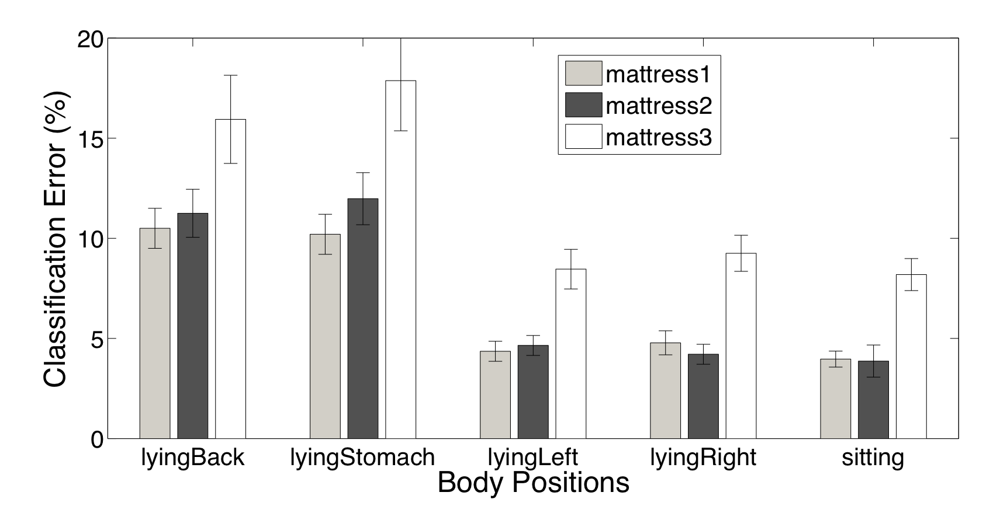 20
15
10
5
0
Classification Error (%)
mattress1
mattress2
mattress3
lyingBack lyingStomach lyingLeft lyingRight sitting
Body Positions